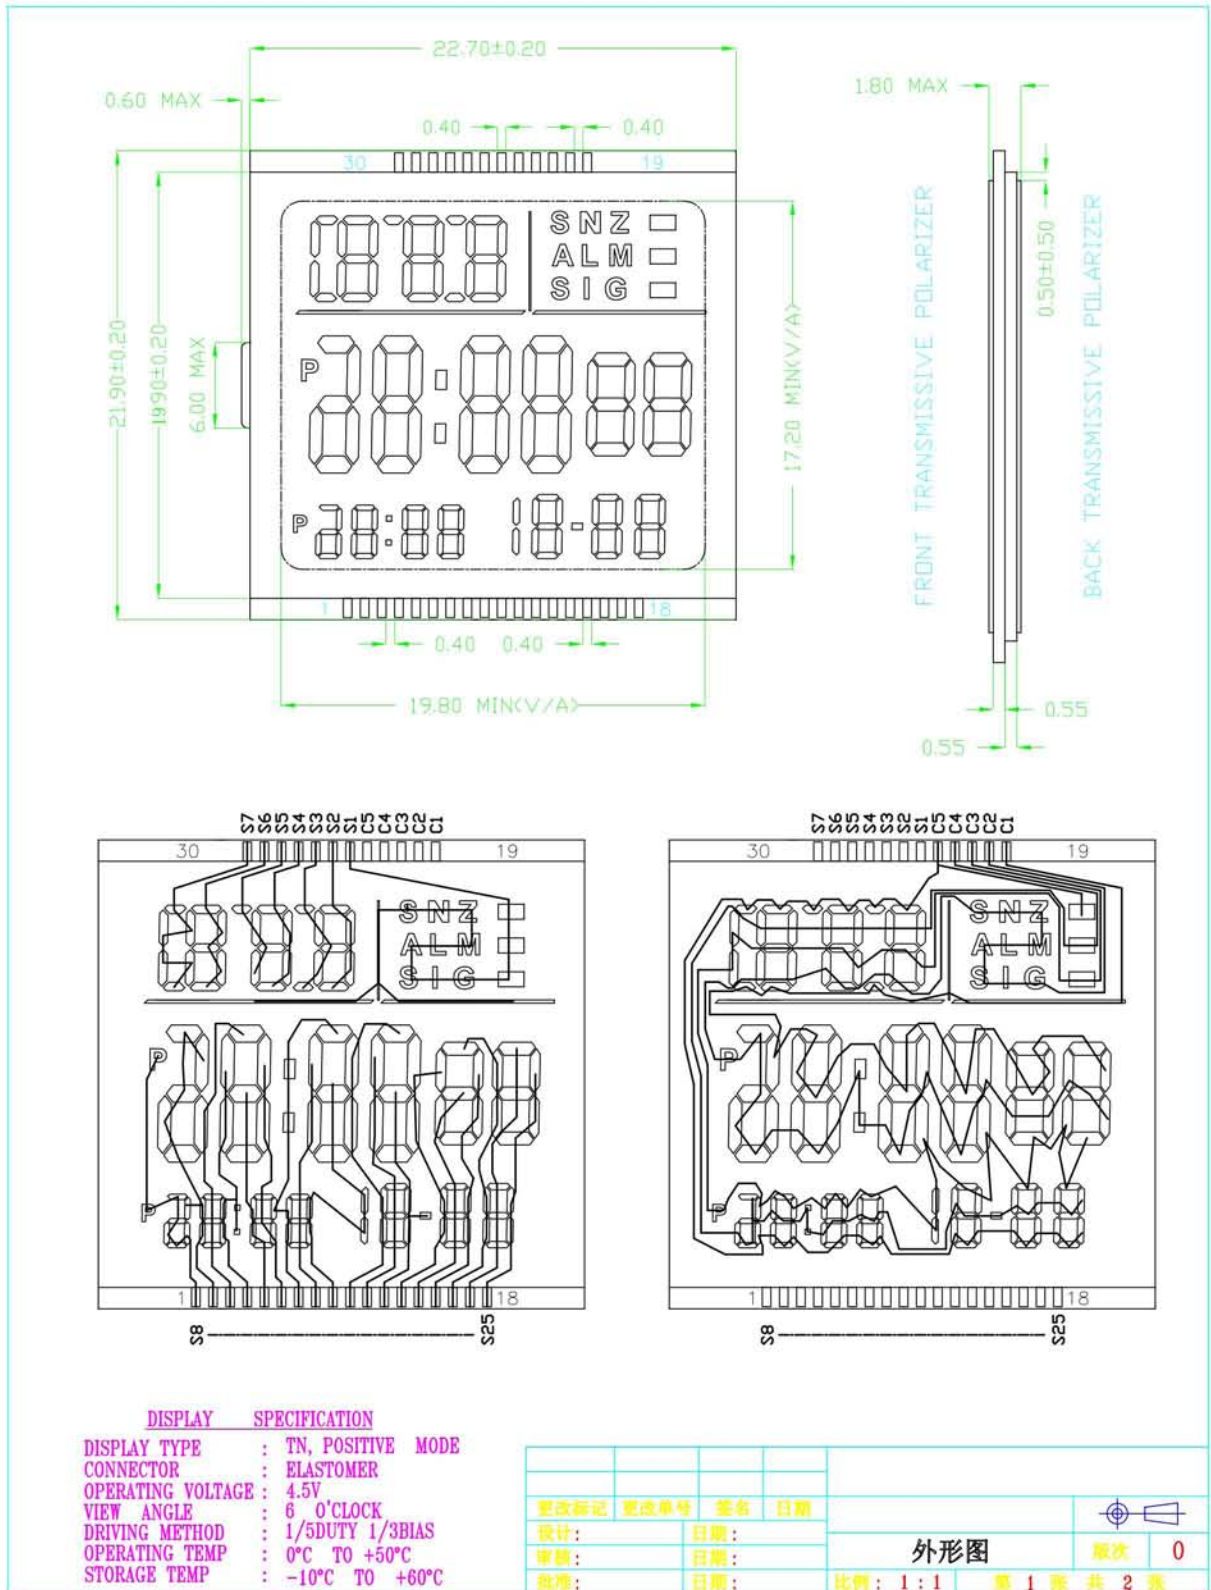 22.70±0.20
0.60 MAX
1.80 MAX
0.40 0.40
30 19
SNZ
ALM
SIG
P
P
21.90±0.20
19.90±0.20
6.00 MAX
17.20 MIN(V/A)
FRONT TRANSMISSIVE POLARIZER
BACK TRANSMISSIVE POLARIZER
0.50±0.50
1 18
0.40 0.40
19.80 MIN(V/A)
0.55
0.55
S7 S6 S5 S4 S3 S2 S1 C5 C4 C3 C2 C1
30 19
SNZ
ALM
SIG
P
P
1 18
S8 S25
S7 S6 S5 S4 S3 S2 S1 C5 C4 C3 C2 C1
30 19
SNZ
ALM
SIG
P
P
1 18
S8 S25
DISPLAY SPECIFICATION
DISPLAY TYPE : TN, POSITIVE MODE
CONNECTOR : ELASTOMER
OPERATING VOLTAGE : 4.5V
VIEW ANGLE : 6 O'CLOCK
DRIVING METHOD : 1/5DUTY 1/3BIAS
OPERATING TEMP : 0°C TO +50°C
STORAGE TEMP : -10°C TO +60°C
更改标记 更改单号 签名 日期
设计: 日期:
审核: 日期:
批准: 日期:
外形图
版次 0
比例: 1:1
第 1 张 共 2 张